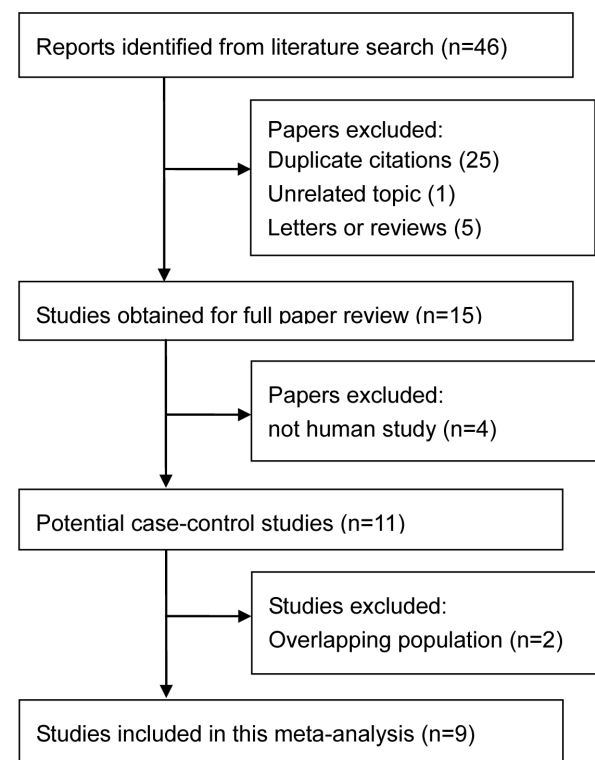 Reports identified from literature search (n=46)
Papers excluded:
Duplicate citations (25)
Unrelated topic (1)
Letters or reviews (5)
Studies obtained for full paper review (n=15)
Papers excluded:
not human study (n=4)
Potential case-control studies (n=11)
Studies excluded:
Overlapping population (n=2)
Studies included in this meta-analysis (n=9)